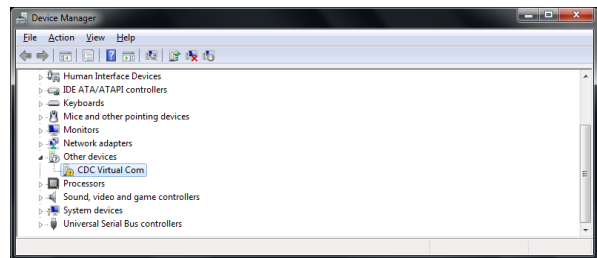 Device Manager
File Action View Help
Human Interface Devices
IDE ATA/ATAPI controllers
Keyboards
Mice and other pointing devices
Monitors
Network adapters
Other devices
CDC Virtual Com
Processors
Sound, video and game controllers
System devices
Universal Serial Bus controllers